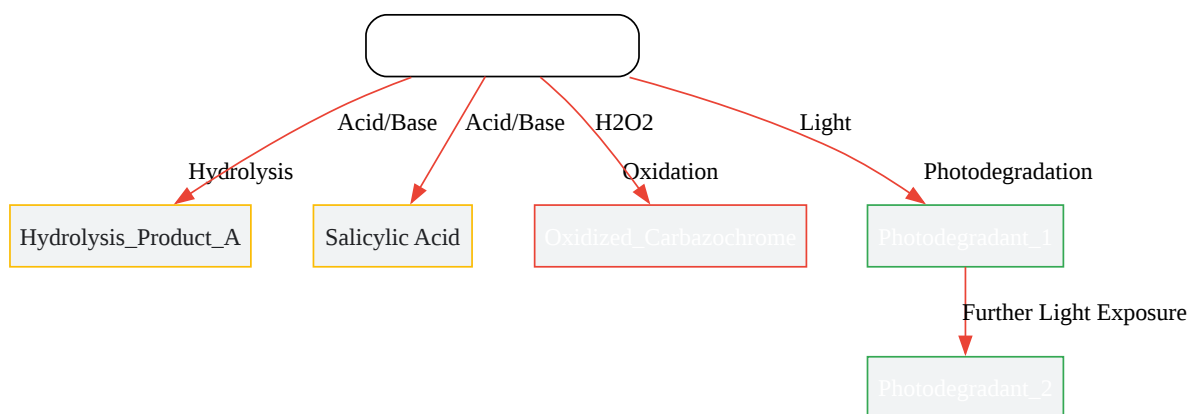 Acid/Base
Acid/Base
H2O2
Light
Hydrolysis
Oxidation
Photodegradation
Hydrolysis_Product_A
Salicylic Acid
Oxidized_Carbazochrome
Photodegradant_1
Further Light Exposure
Photodegradant_2